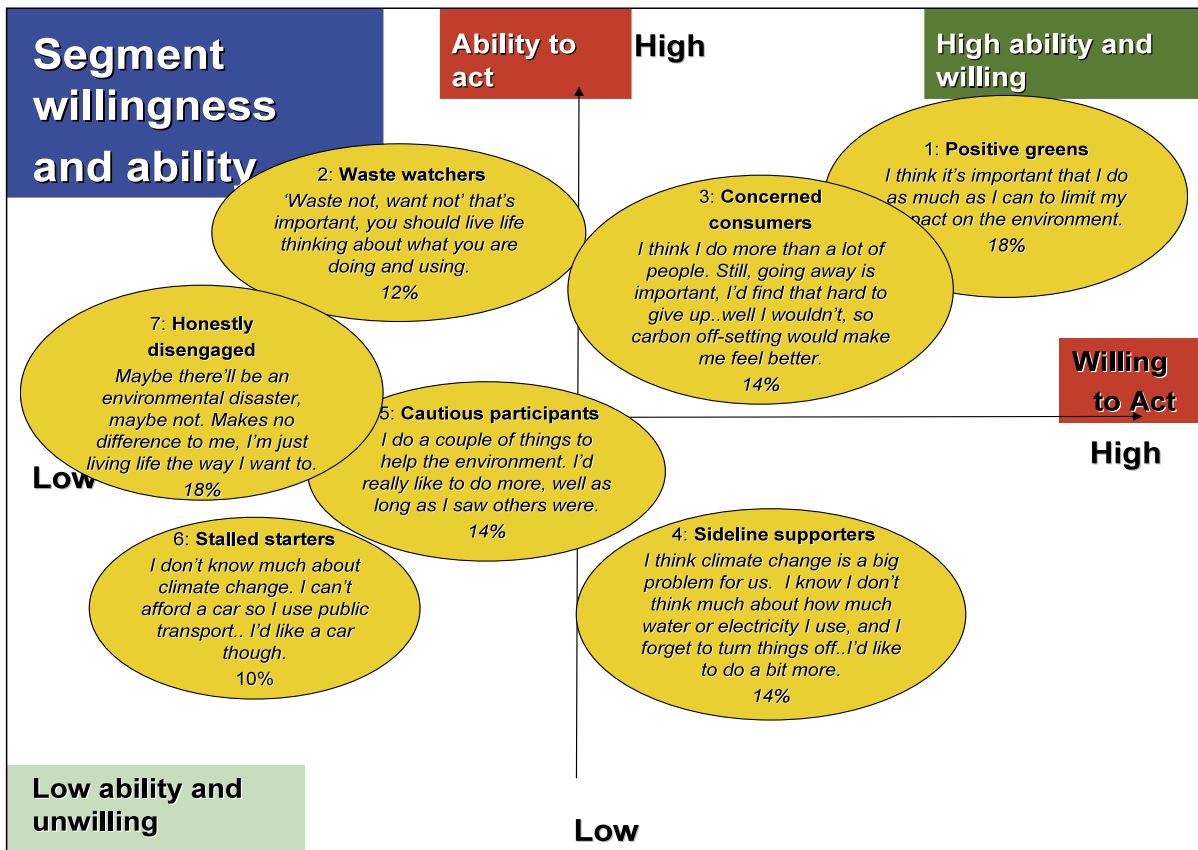 Segment
willingness
and ability
Ability to
act
High
High ability and
willing
1: Positive greens
I think it's important that I do
as much as I can to limit my
pact on the environment.
18%
2: Waste watchers
‘Waste not, want not’ that’s
important, you should live life
thinking about what you are
doing and using.
12%
3: Concerned
consumers
I think I do more than a lot of
people. Still, going away is
important, I’d find that hard to
give up..well I wouldn’t, so
carbon off-setting would make
me feel better.
14%
7: Honestly
disengaged
Maybe there’ll be an
environmental disaster,
maybe not. Makes no
difference to me, I’m just
living life the way I want to.
18%
Willing
to Act
High
Low
5: Cautious participants
I do a couple of things to
help the environment. I’d
really like to do more, well as
long as I saw others were.
14%
6: Stalled starters
I don’t know much about
climate change. I can’t
afford a car so I use public
transport.. I’d like a car
though.
10%
4: Sideline supporters
I think climate change is a big
problem for us.  I know I don’t
think much about how much
water or electricity I use, and I
forget to turn things off..I’d like
to do a bit more.
14%
Low ability and
unwilling
Low